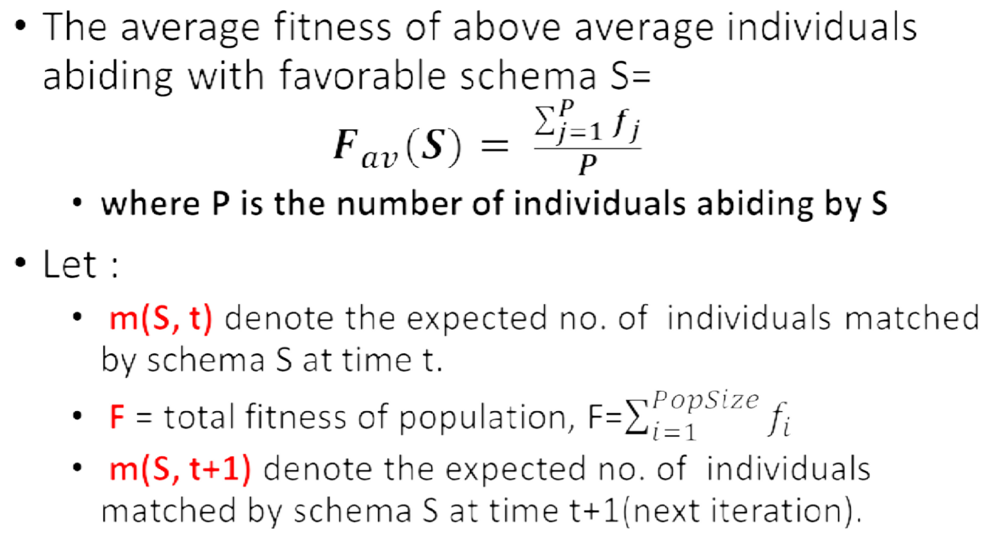 • The average fitness of above average individuals
abiding with favorable schema S=
F_av(S) = \frac{\sum_{j=1}^{P} f_j}{P}
• where P is the number of individuals abiding by S
• Let :
• m(S, t) denote the expected no. of individuals matched
by schema S at time t.
• F = total fitness of population, F=\sum_{i=1}^{PopSize} f_i
• m(S, t+1) denote the expected no. of individuals
matched by schema S at time t+1(next iteration).